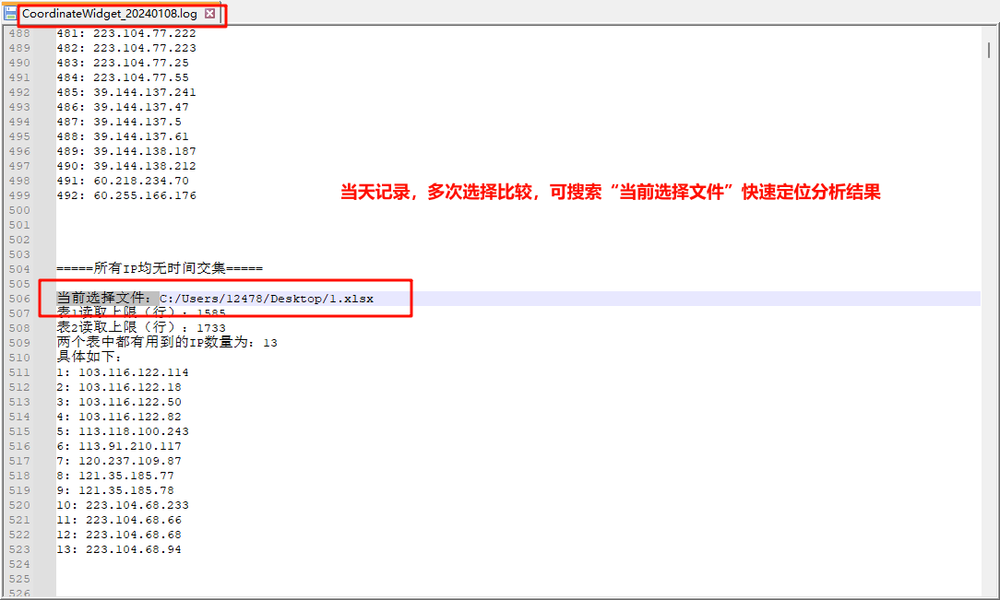 CoordinateWidget_20240108.log
488 481: 223.104.77.222
489 482: 223.104.77.223
490 483: 223.104.77.25
491 484: 223.104.77.55
492 485: 39.144.137.241
493 486: 39.144.137.47
494 487: 39.144.137.5
495 488: 39.144.137.61
496 489: 39.144.138.187
497 490: 39.144.138.212
498 491: 60.218.234.70
当天记录，多次选择比较，可搜索“当前选择文件”快速定位分析结果
499 492: 60.255.166.176
500
501
502
503
504 =====所有IP均无时间交集=====
505
506 当前选择文件：C:/Users/12478/Desktop/1.xlsx
507 表1读取上限（行）：1585
508 表2读取上限（行）：1733
509 两个表中都有用到的IP数量为：13
510 具体如下：
511 1: 103.116.122.114
512 2: 103.116.122.18
513 3: 103.116.122.50
514 4: 103.116.122.82
515 5: 113.118.100.243
516 6: 113.91.210.117
517 7: 120.237.109.87
518 8: 121.35.185.77
519 9: 121.35.185.78
520 10: 223.104.68.233
521 11: 223.104.68.66
522 12: 223.104.68.68
523 13: 223.104.68.94
524
525
526